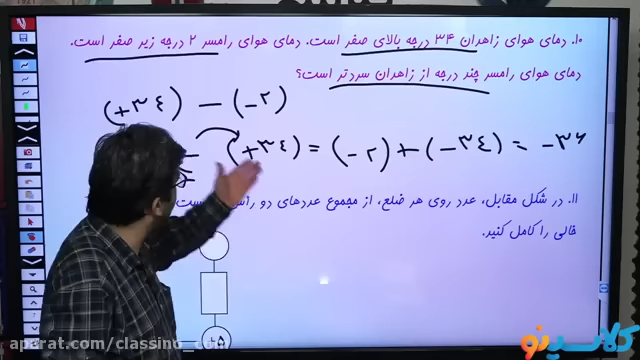 ۱۰. دمای هوای زاهدان ۳۴ درجه بالای صفر است. دمای هوای رامسر ۲ درجه زیر صفر است.
دمای هوای رامسر چند درجه از زاهدان سردتر است؟
(+۳۴) − (−۲)
− (+۳۴) = (−۲) + (−۳۴) = −۳۶
۱۱. در شکل مقابل، عدد روی هر ضلع، از مجموع عددهای دو
خالی را کامل کنید.
+۵
aparat.com/classino_com
کلاسینو